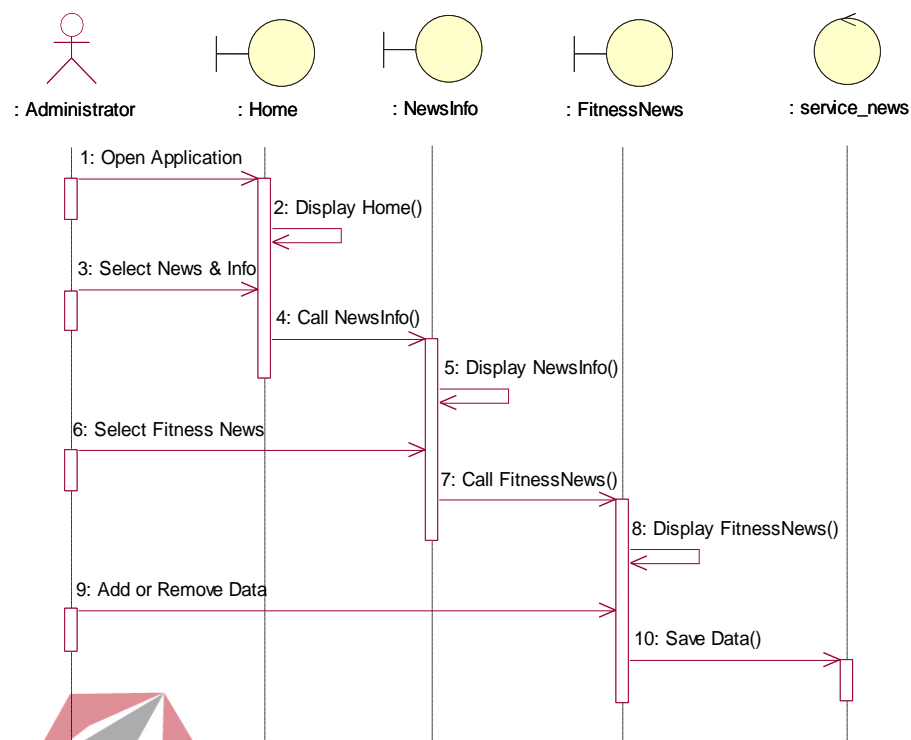 : Administrator
: Home
: NewsInfo
: FitnessNews
: service_news
1: Open Application
2: Display Home()
3: Select News & Info
4: Call NewsInfo()
5: Display NewsInfo()
6: Select Fitness News
7: Call FitnessNews()
8: Display FitnessNews()
9: Add or Remove Data
10: Save Data()